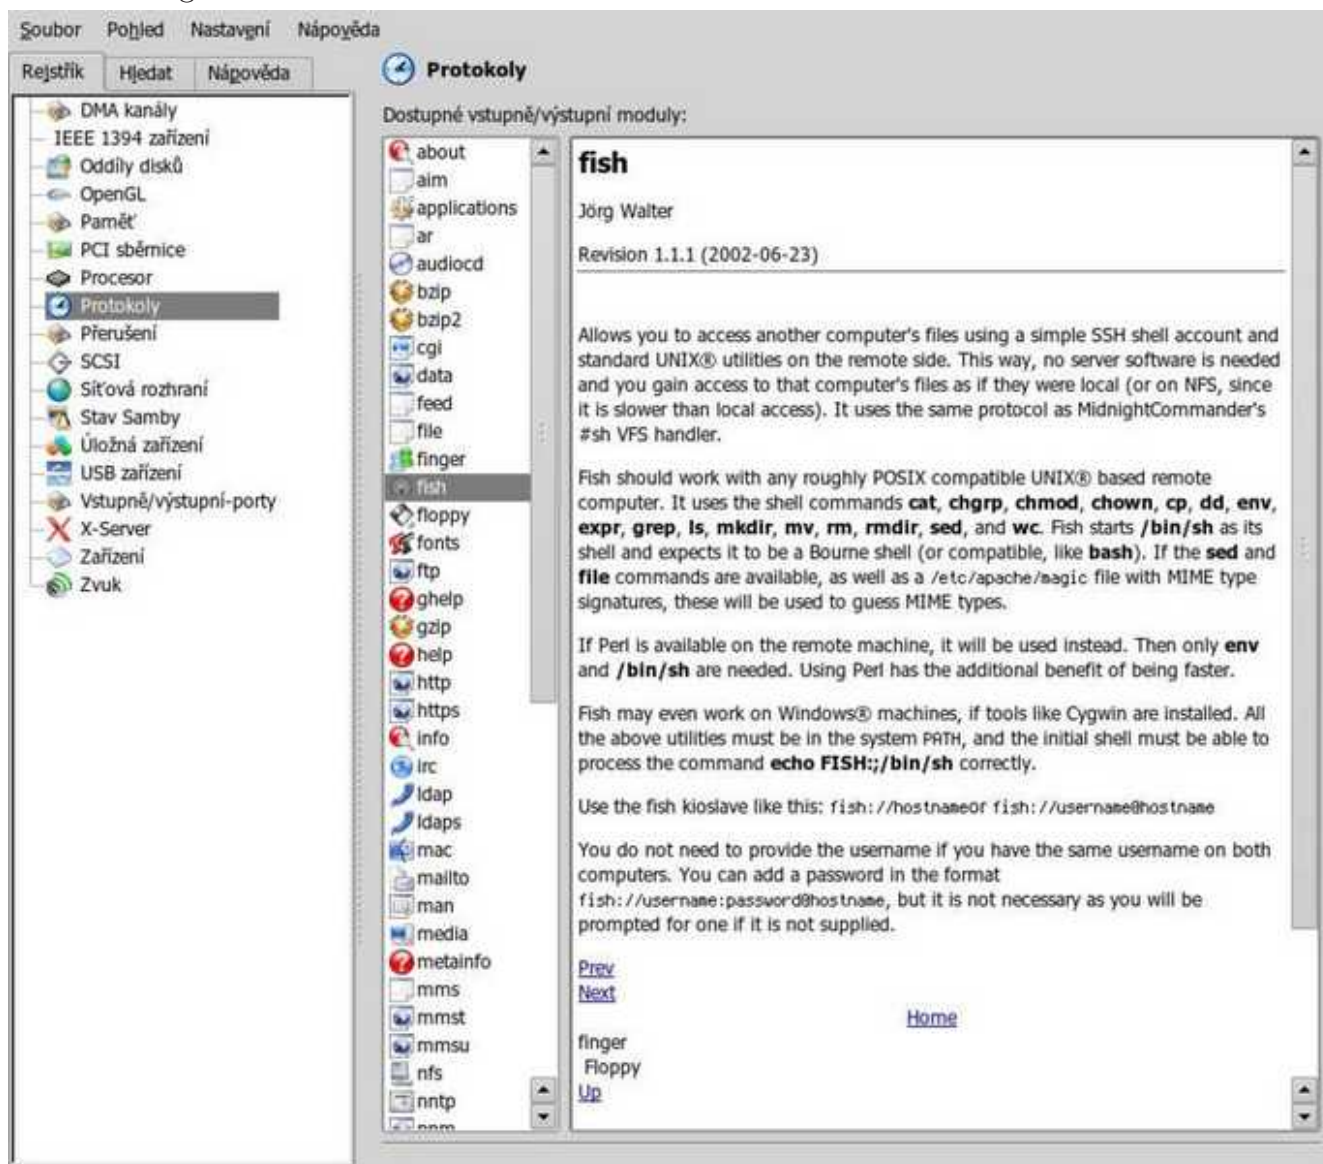 Soubor Pohled Nastavení Nápověda
Rejstřík Hledat Nápověda
DMA kanály
IEEE 1394 zařízení
Oddíly disků
OpenGL
Paměť
PCI sběrnice
Procesor
Protokoly
Přerušení
SCSI
Síťová rozhraní
Stav Samby
Úložná zařízení
USB zařízení
Vstupně/výstupní-porty
X-Server
Zařízení
Zvuk
Protokoly
Dostupné vstupně/výstupní moduly:
about
aim
applications
ar
audiocd
bzip
bzip2
cgi
data
feed
file
finger
fish
floppy
fonts
ftp
ghelp
gzip
help
http
https
info
irc
ldap
ldaps
mac
mailto
man
media
metainfo
mms
mmst
mmsu
nfs
nntp
fish
Jörg Walter
Revision 1.1.1 (2002-06-23)
Allows you to access another computer's files using a simple SSH shell account and
standard UNIX® utilities on the remote side. This way, no server software is needed
and you gain access to that computer's files as if they were local (or on NFS, since
it is slower than local access). It uses the same protocol as MidnightCommander's
#sh VFS handler.
Fish should work with any roughly POSIX compatible UNIX® based remote
computer. It uses the shell commands cat, chgrp, chmod, chown, cp, dd, env,
expr, grep, ls, mkdir, mv, rm, rmdir, sed, and wc. Fish starts /bin/sh as its
shell and expects it to be a Bourne shell (or compatible, like bash). If the sed and
file commands are available, as well as a /etc/apache/magic file with MIME type
signatures, these will be used to guess MIME types.
If Perl is available on the remote machine, it will be used instead. Then only env
and /bin/sh are needed. Using Perl has the additional benefit of being faster.
Fish may even work on Windows® machines, if tools like Cygwin are installed. All
the above utilities must be in the system PATH, and the initial shell must be able to
process the command echo FISH:;/bin/sh correctly.
Use the fish kioslave like this: fish://hostnameor fish://username@hostname
You do not need to provide the username if you have the same username on both
computers. You can add a password in the format
fish://username:password@hostname, but it is not necessary as you will be
prompted for one if it is not supplied.
Prev
Next
Home
finger
Floppy
Up